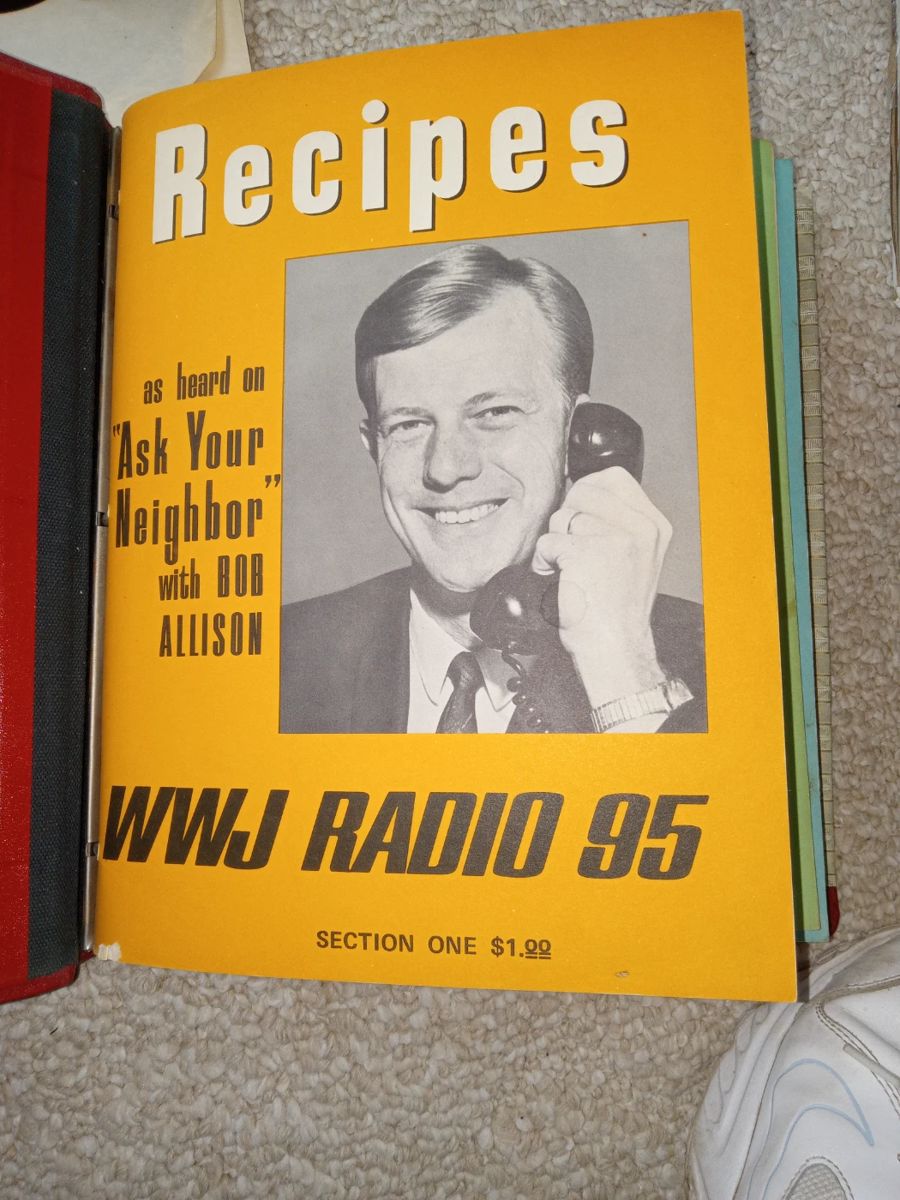 Recipes
as heard on
"Ask Your
Neighbor"
with BOB
ALLISON
WWJ RADIO 95
SECTION ONE $1.00